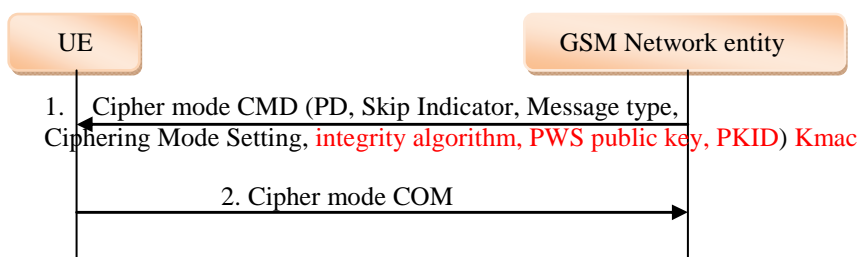 UE
GSM Network entity
1. Cipher mode CMD (PD, Skip Indicator, Message type,
Ciphering Mode Setting, integrity algorithm, PWS public key, PKID) Kmac
2. Cipher mode COM